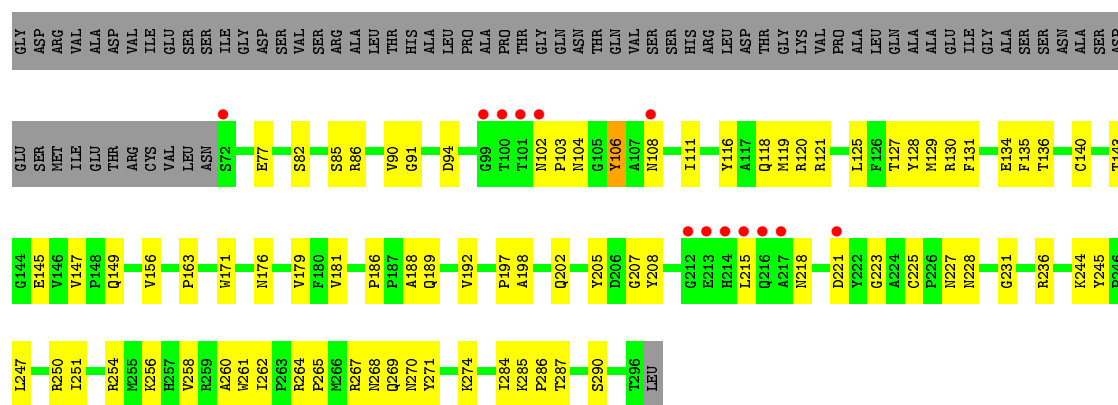 GLY ASP ARG VAL ALA ASP VAL ILE GLU SER SER ILE GLY ASP SER VAL SER ARG ALA LEU THR HIS ALA LEU PRO ALA PRO THR GLY GLN ASN THR GLN VAL SER SER HIS ARG LEU ASP THR GLY LYS VAL PRO ALA LEU GLN ALA ALA GLU ILE GLY ALA SER SER ASN ALA SER ASP
GLU SER MET ILE GLU THR ARG CYS VAL LEU ASN S72 E77 S82 S85 R86 V90 G91 D94 G99 T100 T101 N102 P103 N104 G105 Y106 A107 N108 I111 Y116 A117 Q118 M119 R120 R121 L125 F126 T127 Y128 M129 R130 F131 E134 F135 T136 C140 T143
G144 E145 V146 V147 P148 Q149 V156 P163 W171 N176 V179 F180 V181 P186 P187 A188 Q189 V192 P197 A198 Q202 Y205 D206 G207 Y208 G212 E213 H214 L215 Q216 A217 N218 D221 Y222 G223 A224 C225 P226 N227 N228 G231 R236 K244 Y245 P246
L247 R250 I251 R254 M255 K256 H257 V258 R259 A260 W261 I262 P263 R264 P265 M266 R267 N268 Q269 N270 Y271 K274 I284 K285 P286 T287 S290 T296 LEU